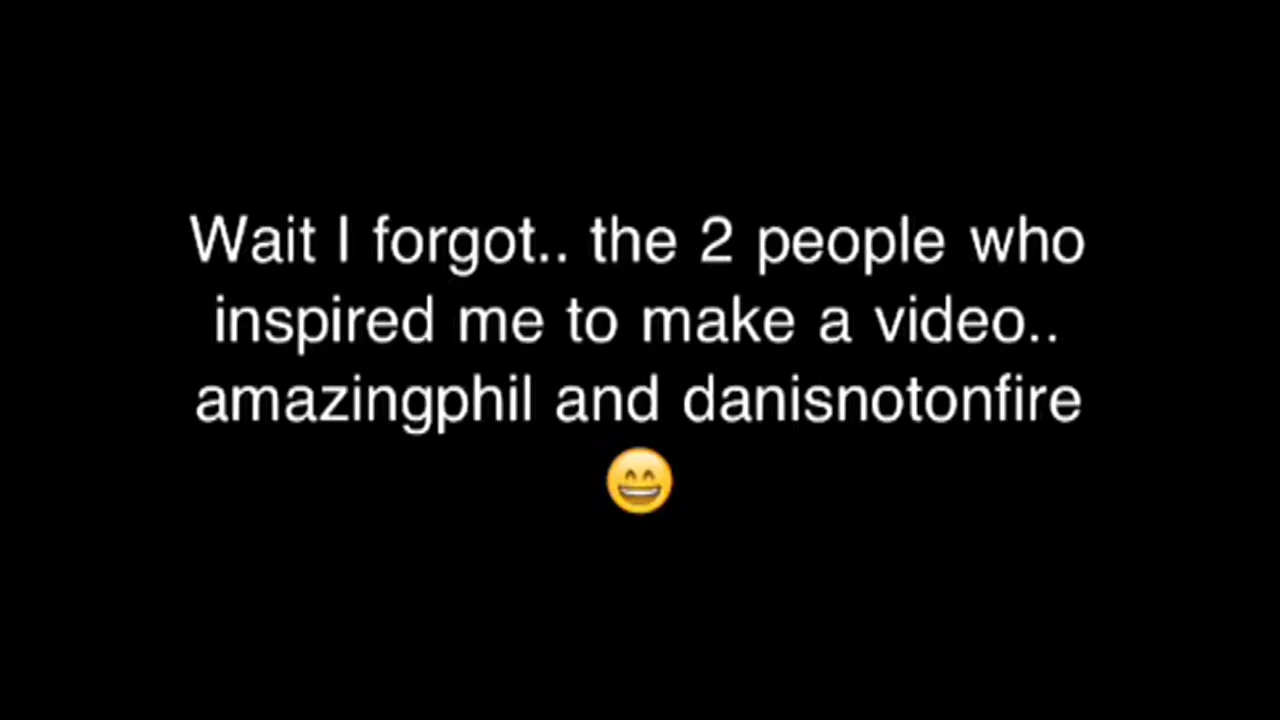 Wait I forgot.. the 2 people who
inspired me to make a video..
amazingphil and danisnotonfire
😄